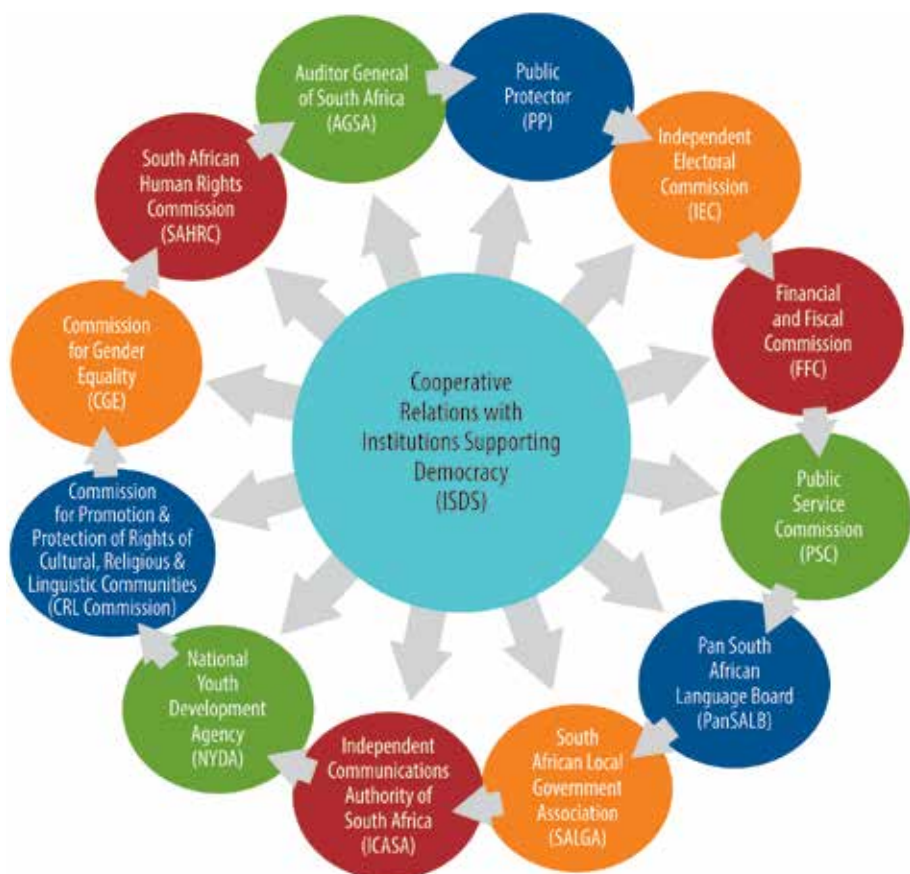 Auditor General
of South Africa
(AGSA)
Public
Protector
(PP)
Independent
Electoral
Commission
(IEC)
Financial
and Fiscal
Commission
(FFC)
Public
Service
Commission
(PSC)
Pan South
African
Language Board
(PanSALB)
South
African Local
Government
Association
(SALGA)
Independent
Communications
Authority of
South Africa
(ICASA)
National
Youth
Development
Agency
(NYDA)
Commission
for Promotion &
Protection of Rights of
Cultural, Religious &
Linguistic Communities
(CRL Commission)
Commission
for Gender
Equality
(CGE)
South African
Human Rights
Commission
(SAHRC)
Cooperative
Relations with
Institutions Supporting
Democracy
(ISDS)